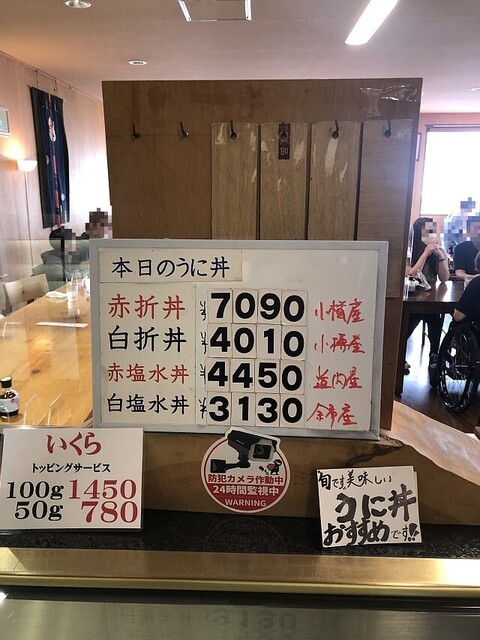 本日のうに丼
赤折丼 ¥7090 小樽産
白折丼 ¥4010 小樽産
赤塩水丼 ¥4450 道内産
白塩水丼 ¥3130 余市産
いくら
トッピングサービス
100g 1450
50g 780
防犯カメラ作動中
24時間監視中
WARNING
旬です美味しい
うに丼
おすすめです!!